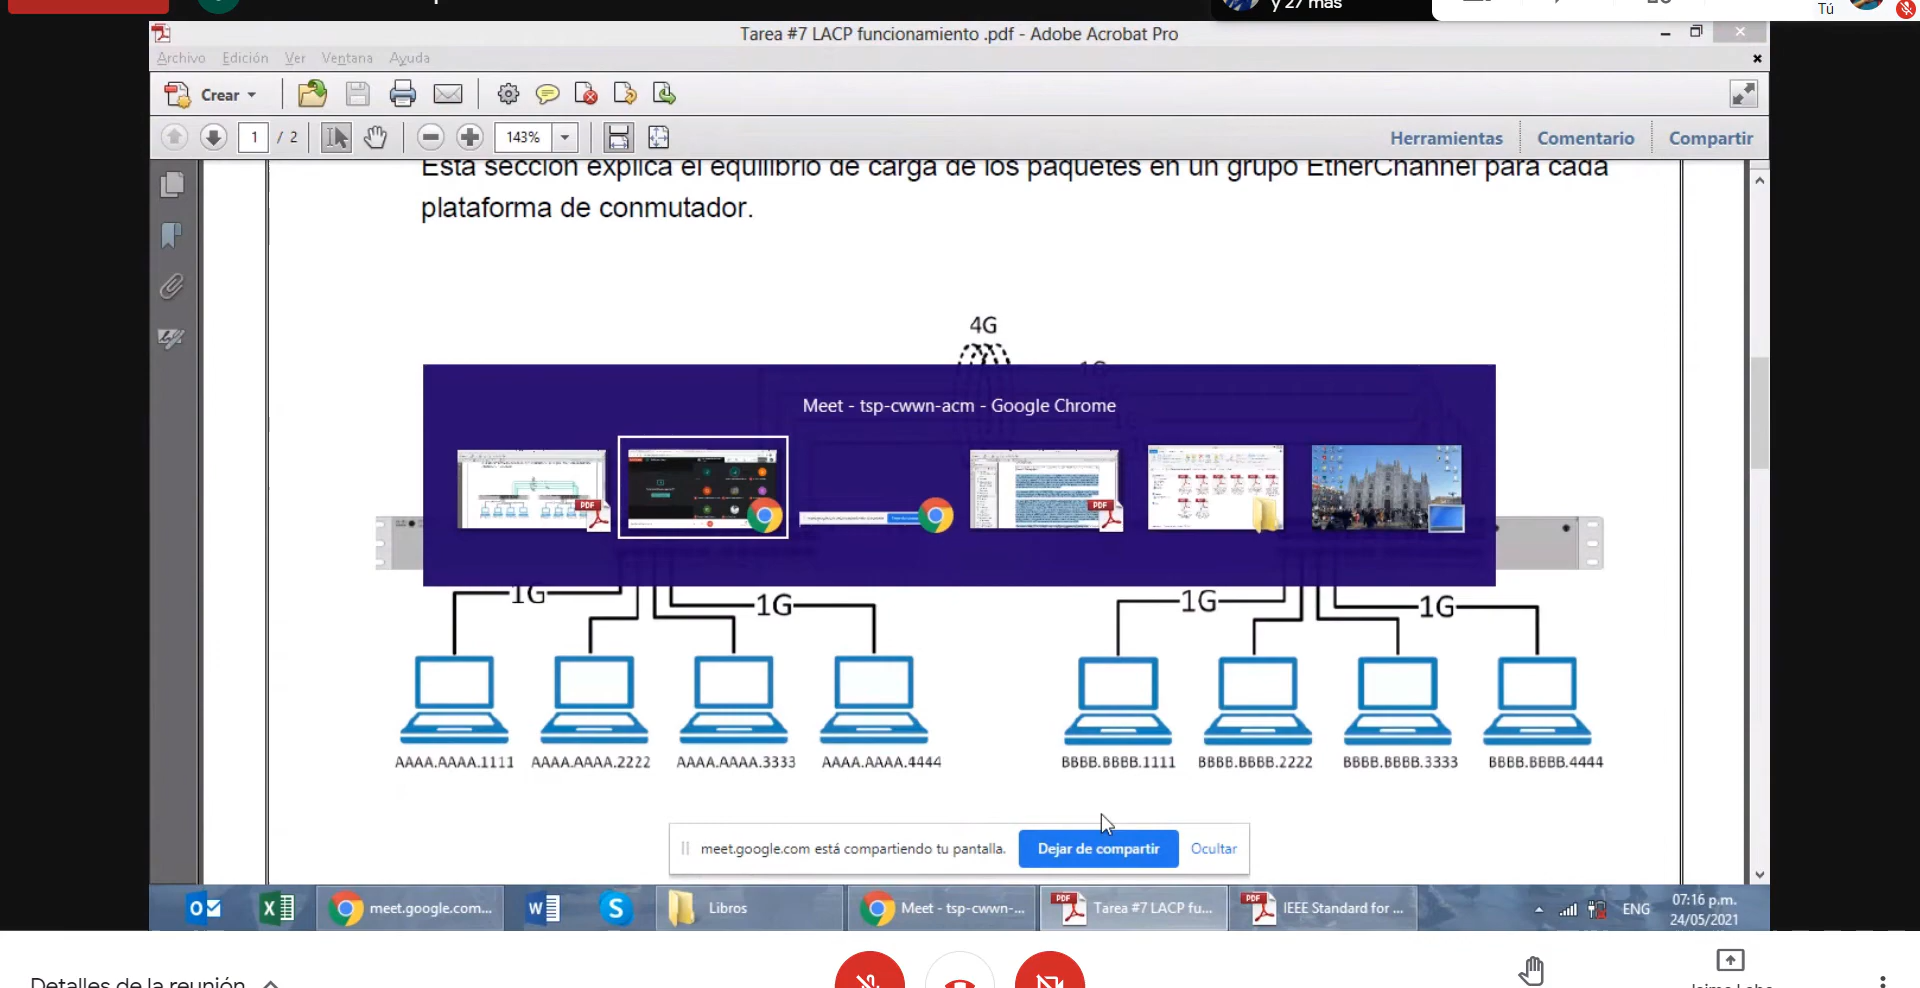 y 27 más
Tú
Tarea #7 LACP funcionamiento .pdf - Adobe Acrobat Pro
Archivo Edición Ver Ventana Ayuda
Crear
1 / 2 143% Herramientas Comentario Compartir
Esta sección explica el equilibrio de carga de los paquetes en un grupo EtherChannel para cada
plataforma de conmutador.
4G
1G
Meet - tsp-cwwn-acm - Google Chrome
PDF PDF
1G 1G 1G 1G
AAAA.AAAA.1111 AAAA.AAAA.2222 AAAA.AAAA.3333 AAAA.AAAA.4444 BBBB.BBBB.1111 BBBB.BBBB.2222 BBBB.BBBB.3333 BBBB.BBBB.4444
meet.google.com está compartiendo tu pantalla. Dejar de compartir Ocultar
meet.google.com... Libros Meet - tsp-cwwn-... PDF Tarea #7 LACP fu... PDF IEEE Standard for ... ENG 07:16 p.m.
24/05/2021
Detalles de la reunión